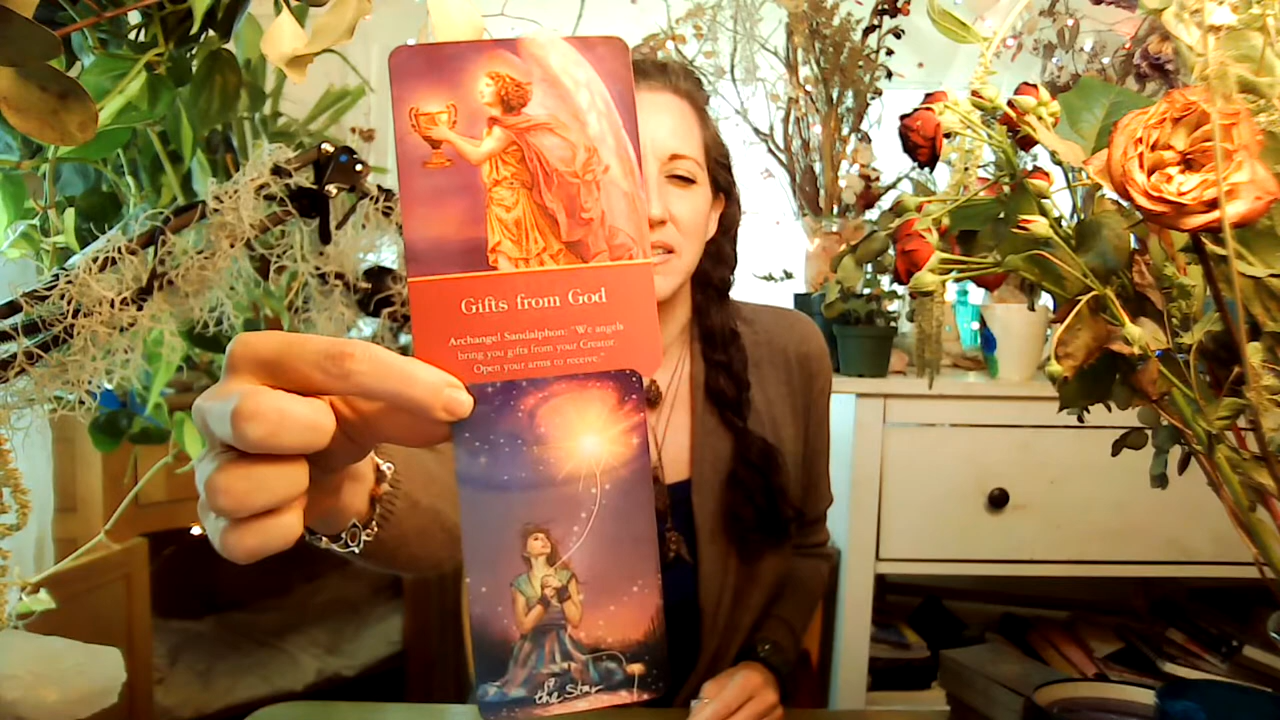 Gifts from God
Archangel Sandalphon: "We angels
bring you gifts from your Creator.
Open your arms to receive."
17
the Star